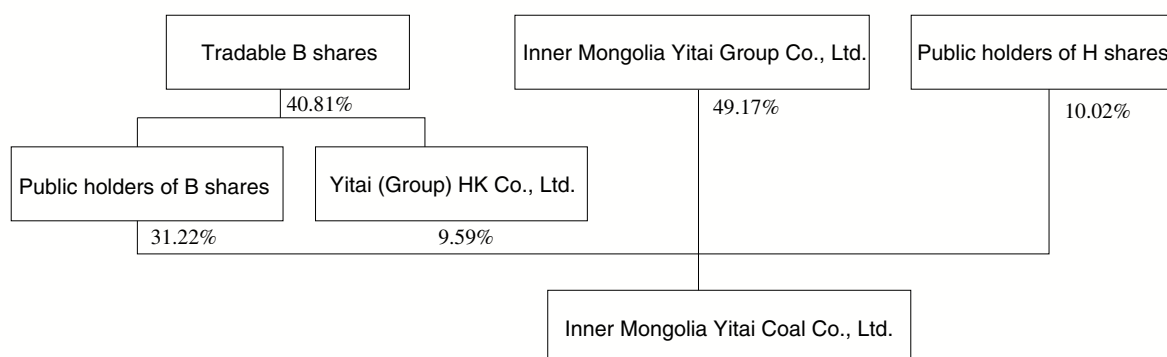 Tradable B shares
Inner Mongolia Yitai Group Co., Ltd.
Public holders of H shares
40.81%
49.17%
10.02%
Public holders of B shares
Yitai (Group) HK Co., Ltd.
31.22%
9.59%
Inner Mongolia Yitai Coal Co., Ltd.